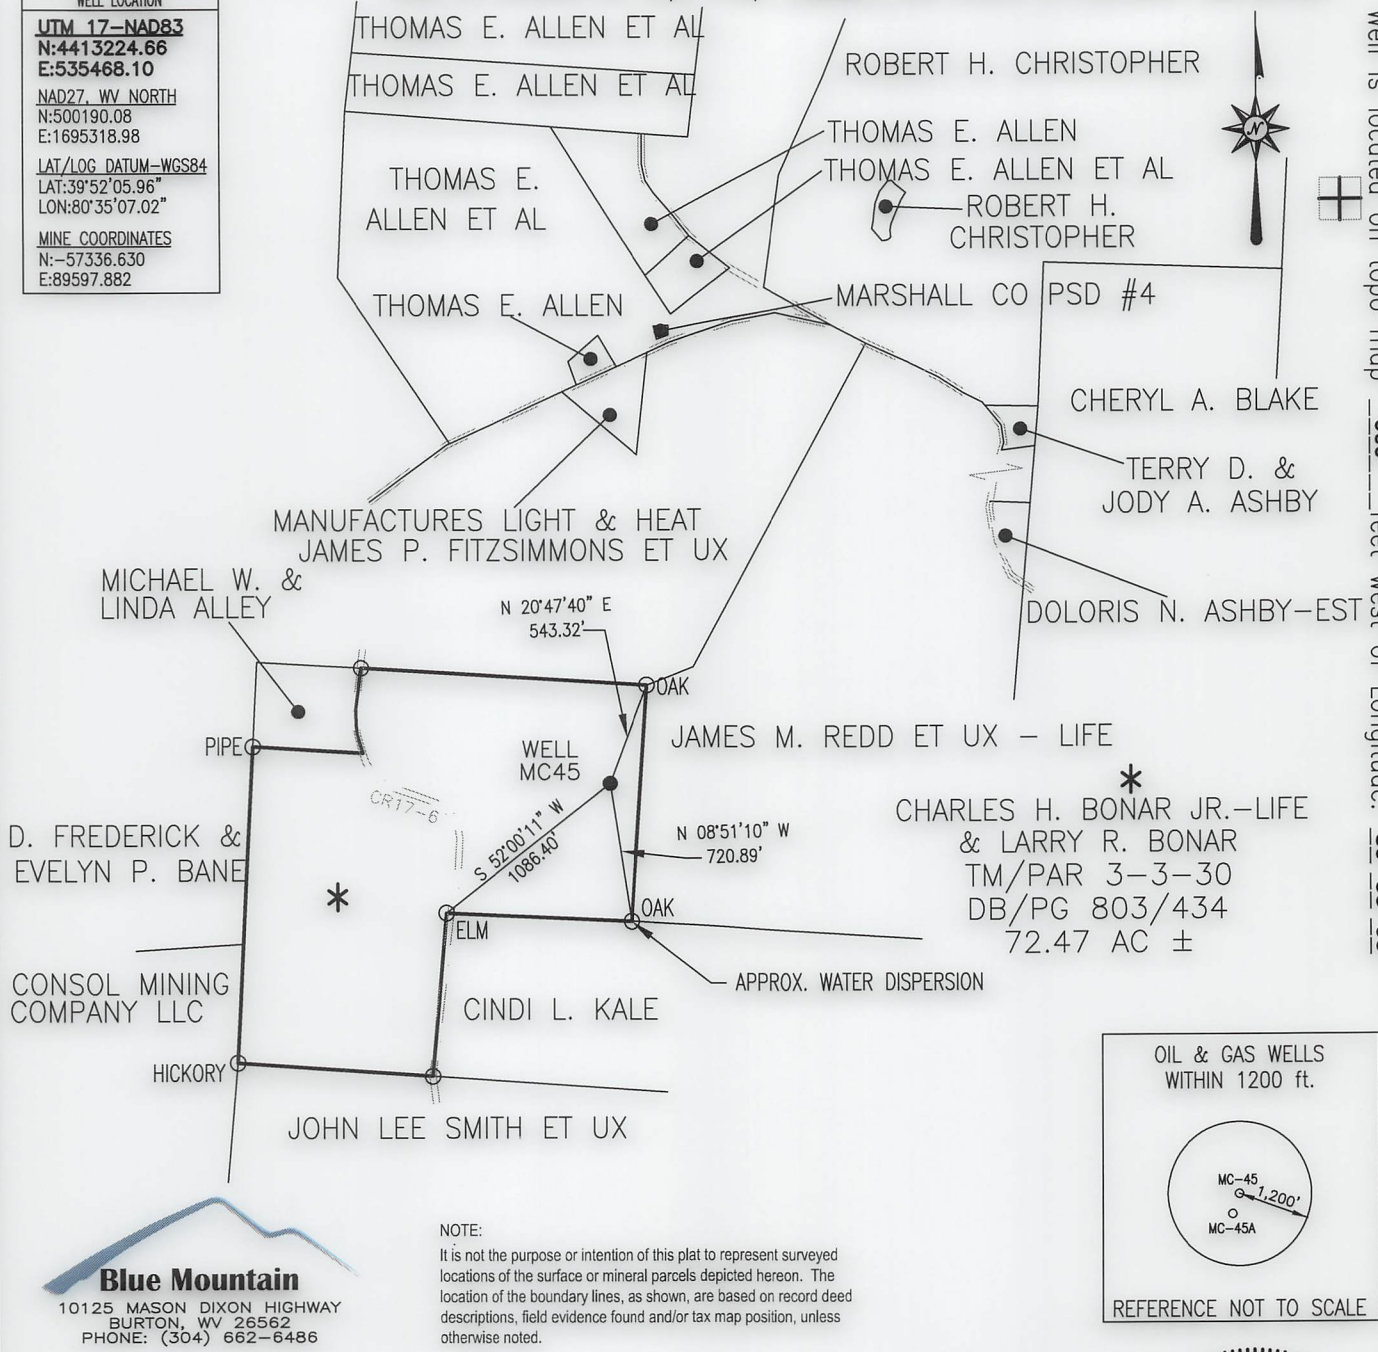 WELL LOCATION
UTM 17-NAD83
N:4413224.66
E:535468.10
NAD27, WV NORTH
N:500190.08
E:1695318.98
LAT/LOG DATUM-WGS84
LAT:39°52'05.96"
LON:80°35'07.02"
MINE COORDINATES
N:-57336.630
E:89597.882
THOMAS E. ALLEN ET AL
THOMAS E. ALLEN ET AL
ROBERT H. CHRISTOPHER
THOMAS E. ALLEN
THOMAS E. ALLEN ET AL
THOMAS E.
ALLEN ET AL
ROBERT H.
CHRISTOPHER
N
THOMAS E. ALLEN
MARSHALL CO PSD #4
CHERYL A. BLAKE
TERRY D. &
JODY A. ASHBY
MANUFACTURES LIGHT & HEAT
JAMES P. FITZSIMMONS ET UX
MICHAEL W. &
LINDA ALLEY
N 20°47'40" E
543.32'
DOLORIS N. ASHBY-EST
OAK
PIPE
WELL
MC45
JAMES M. REDD ET UX - LIFE
CR17-6
S 52°00'11" W
1086.40'
N 08°51'10" W
720.89'
*
CHARLES H. BONAR JR.-LIFE
& LARRY R. BONAR
TM/PAR 3-3-30
DB/PG 803/434
72.47 AC ±
D. FREDERICK &
EVELYN P. BANE
*
OAK
ELM
APPROX. WATER DISPERSION
CONSOL MINING
COMPANY LLC
CINDI L. KALE
HICKORY
JOHN LEE SMITH ET UX
OIL & GAS WELLS
WITHIN 1200 ft.
MC-45
1,200'
MC-45A
REFERENCE NOT TO SCALE
Blue Mountain
10125 MASON DIXON HIGHWAY
BURTON, WV 26562
PHONE: (304) 662-6486
NOTE:
It is not the purpose or intention of this plat to represent surveyed
locations of the surface or mineral parcels depicted hereon. The
location of the boundary lines, as shown, are based on record deed
descriptions, field evidence found and/or tax map position, unless
otherwise noted.
Well is located on topo map
feet west of Longitude: